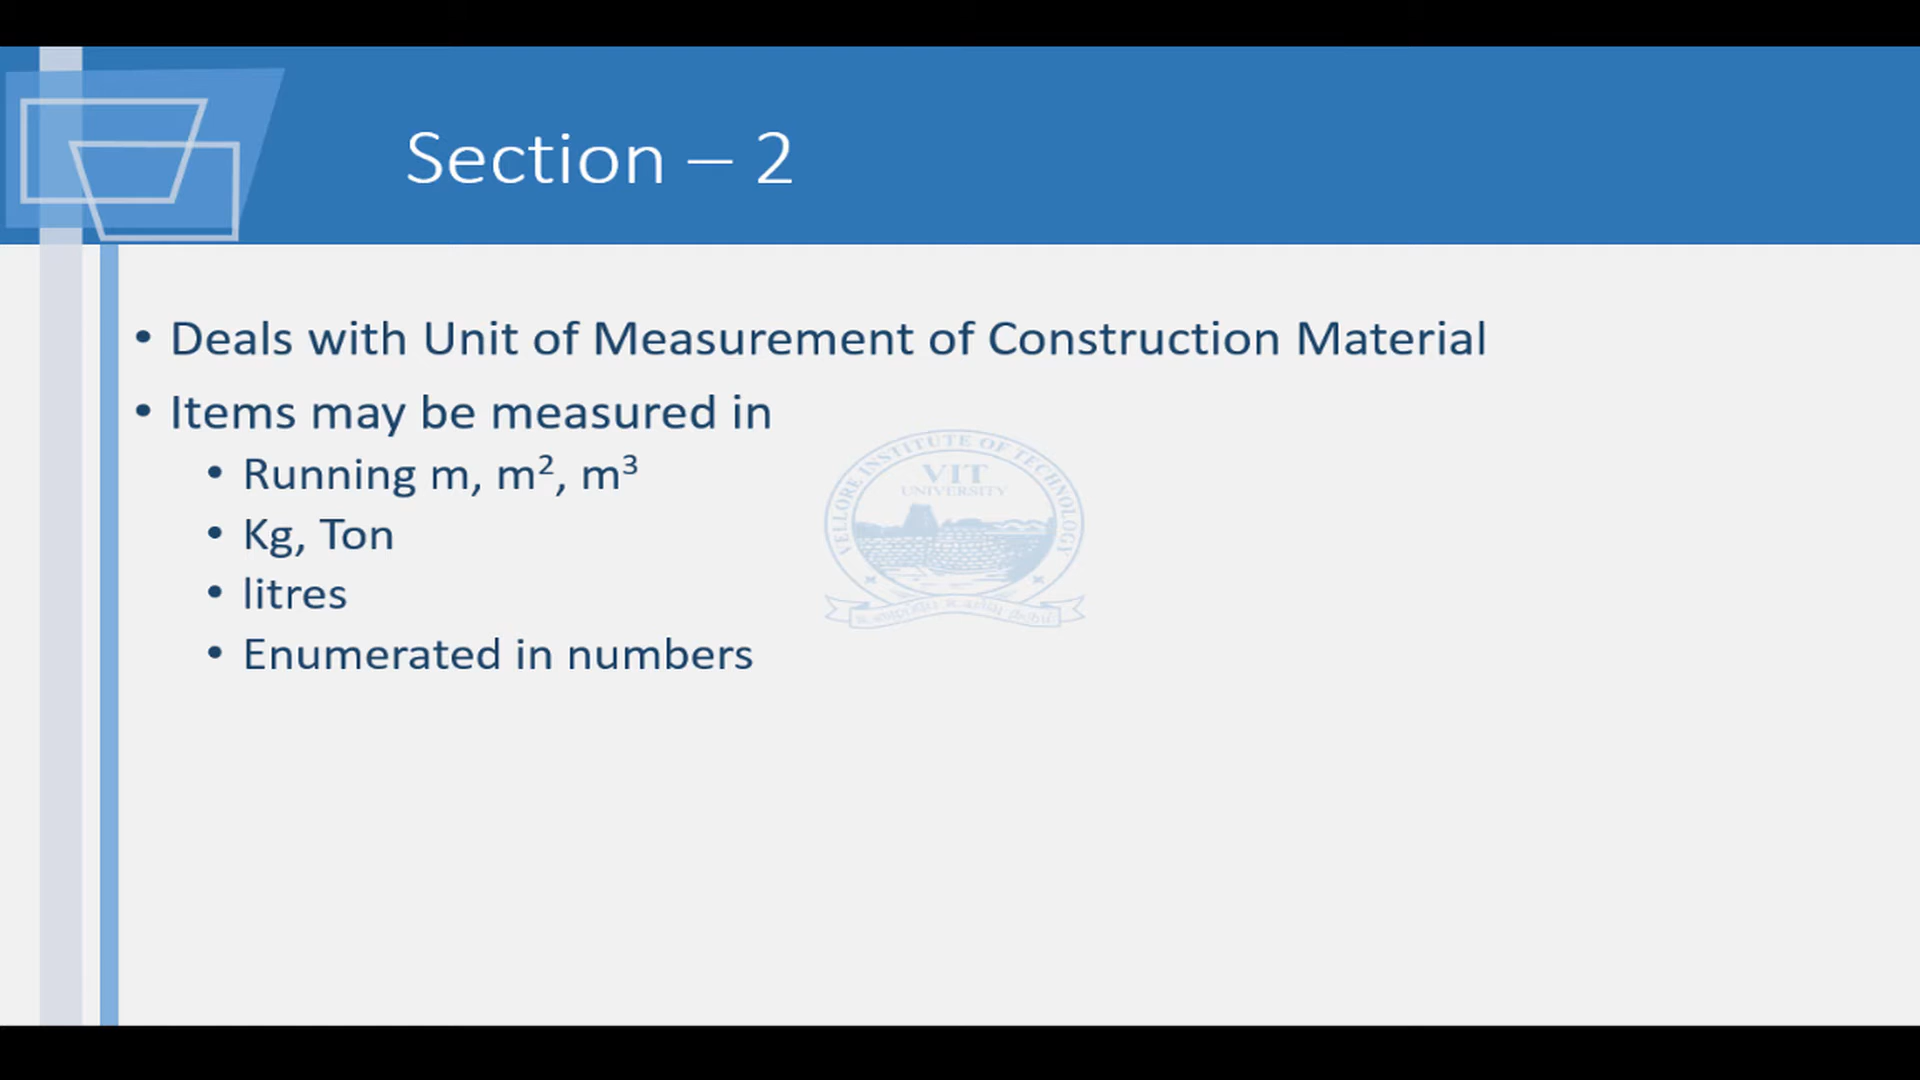 Section – 2
• Deals with Unit of Measurement of Construction Material
• Items may be measured in
• Running m, m², m³
• Kg, Ton
• litres
• Enumerated in numbers
VELLORE INSTITUTE OF TECHNOLOGY
VIT
UNIVERSITY